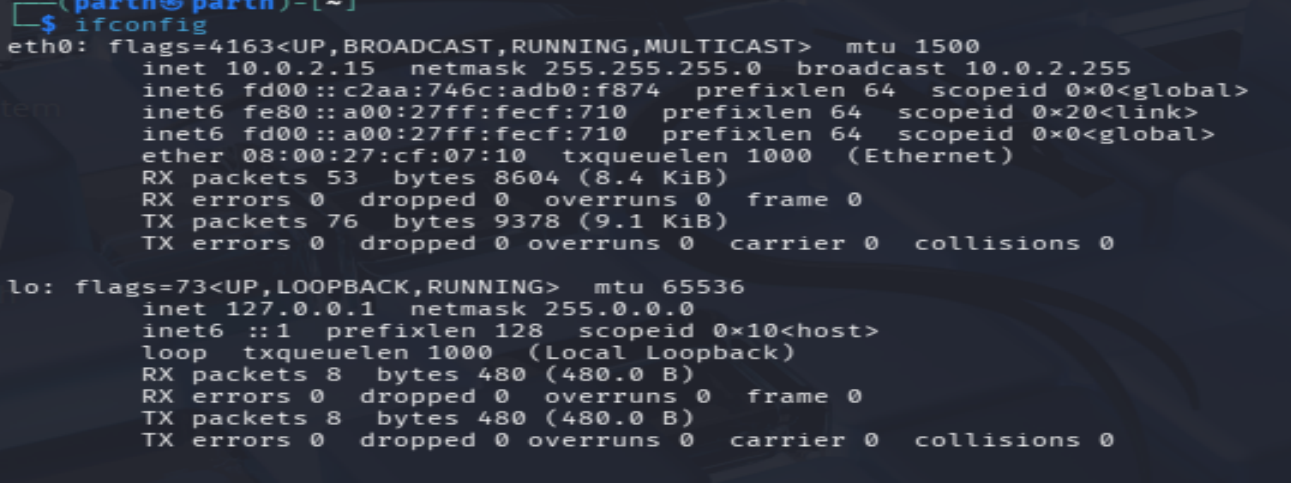 (parth㉿parth)-[~]
$ ifconfig
eth0: flags=4163<UP,BROADCAST,RUNNING,MULTICAST>  mtu 1500
inet 10.0.2.15  netmask 255.255.255.0  broadcast 10.0.2.255
inet6 fd00::c2aa:746c:adb0:f874  prefixlen 64  scopeid 0×0<global>
inet6 fe80::a00:27ff:fecf:710  prefixlen 64  scopeid 0×20<link>
inet6 fd00::a00:27ff:fecf:710  prefixlen 64  scopeid 0×0<global>
ether 08:00:27:cf:07:10  txqueuelen 1000  (Ethernet)
RX packets 53  bytes 8604 (8.4 KiB)
RX errors 0  dropped 0  overruns 0  frame 0
TX packets 76  bytes 9378 (9.1 KiB)
TX errors 0  dropped 0 overruns 0  carrier 0  collisions 0
lo: flags=73<UP,LOOPBACK,RUNNING>  mtu 65536
inet 127.0.0.1  netmask 255.0.0.0
inet6 ::1  prefixlen 128  scopeid 0×10<host>
loop  txqueuelen 1000  (Local Loopback)
RX packets 8  bytes 480 (480.0 B)
RX errors 0  dropped 0  overruns 0  frame 0
TX packets 8  bytes 480 (480.0 B)
TX errors 0  dropped 0 overruns 0  carrier 0  collisions 0